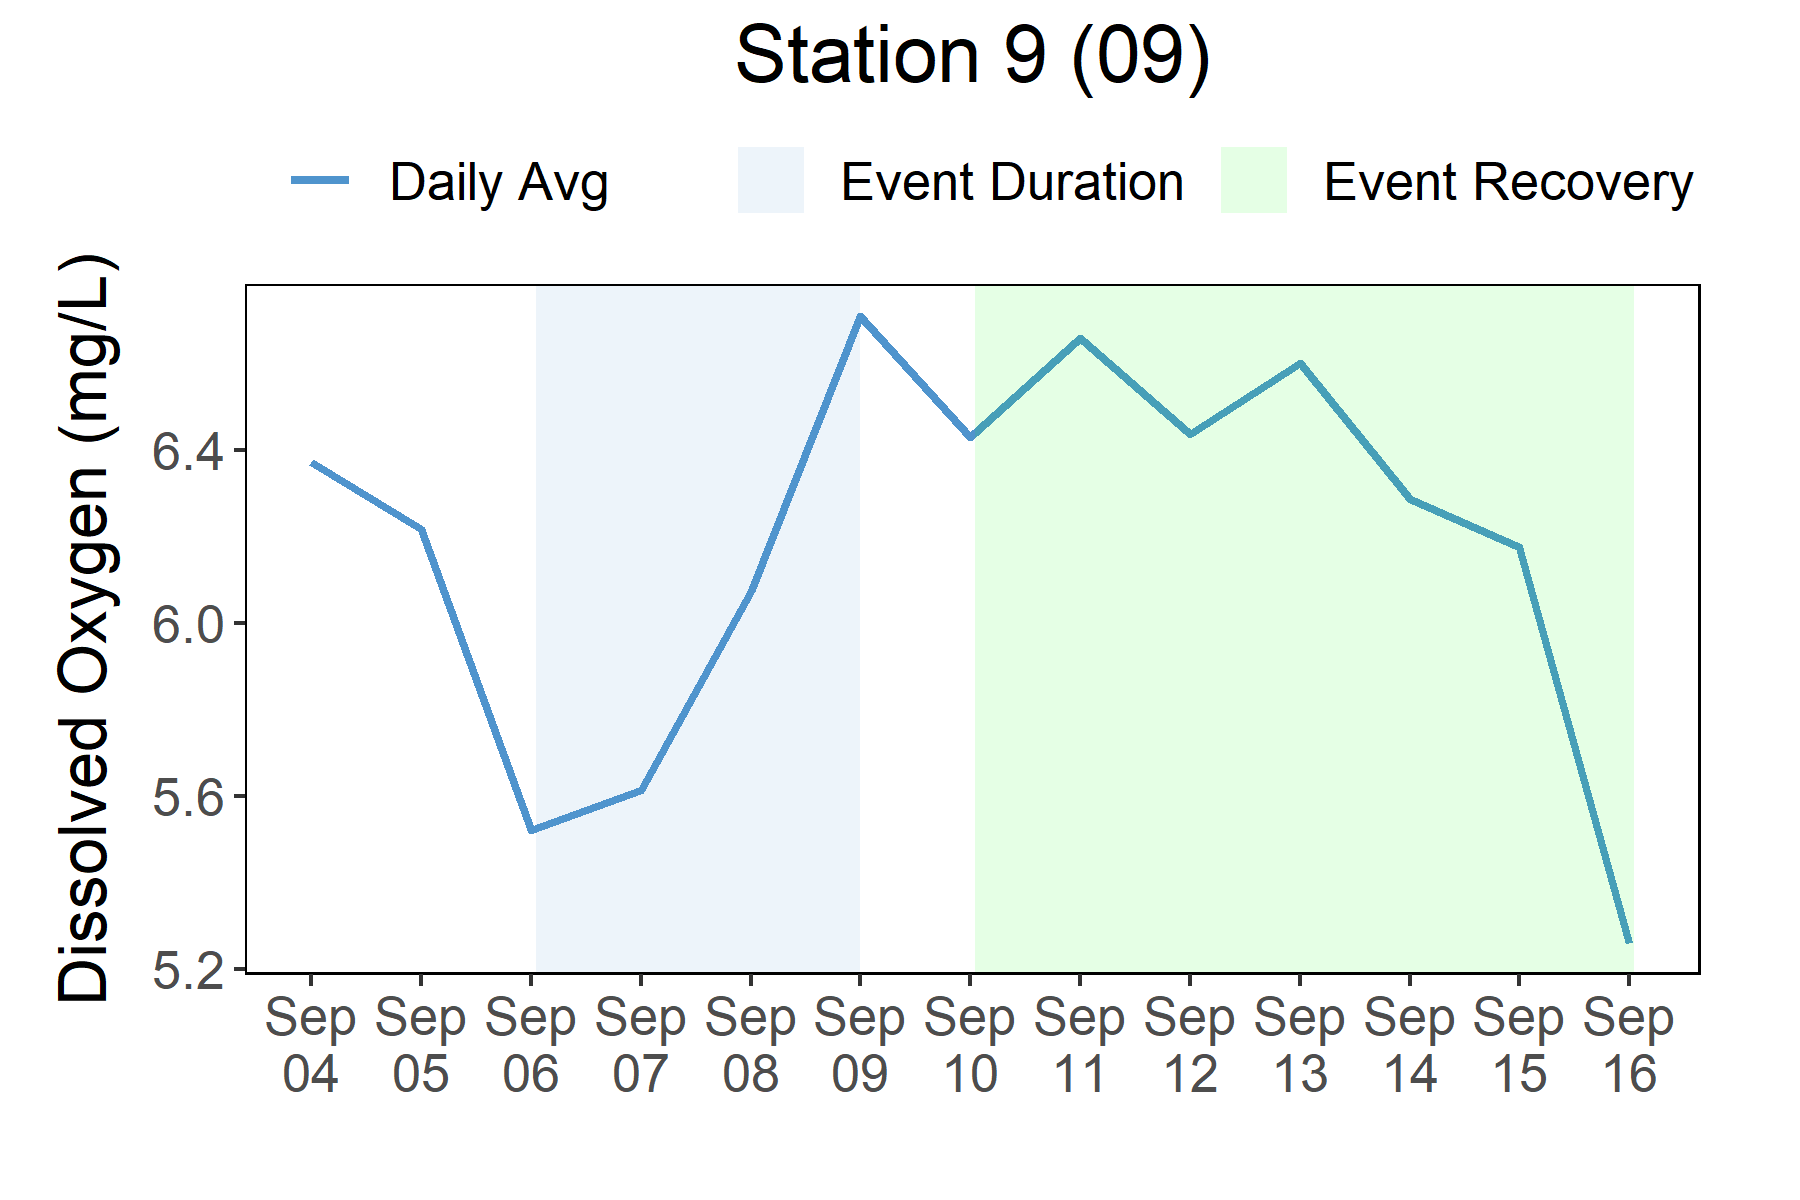 Station 9 (09)
Daily Avg Event Duration Event Recovery
Dissolved Oxygen (mg/L)
6.4
6.0
5.6
5.2
Sep Sep Sep Sep Sep Sep Sep Sep Sep Sep Sep Sep Sep
04 05 06 07 08 09 10 11 12 13 14 15 16